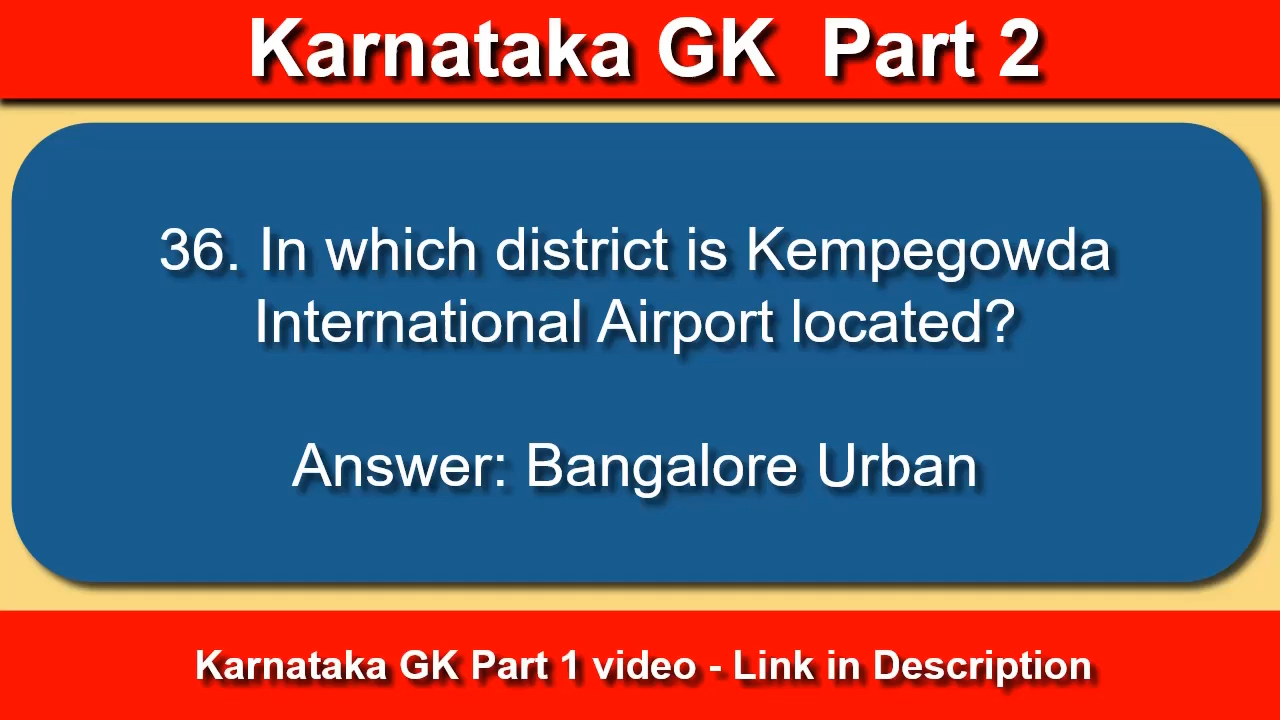 Karnataka GK  Part 2
36. In which district is Kempegowda
International Airport located?
Answer: Bangalore Urban
Karnataka GK Part 1 video - Link in Description